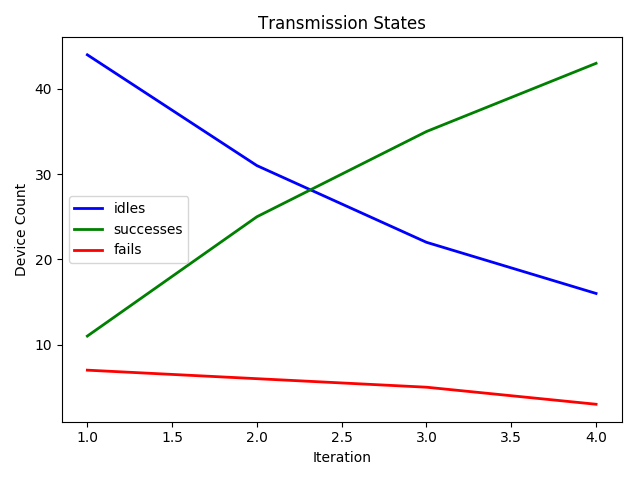 Transmission States
Device Count
40
30
20
10
idles
successes
fails
1.0 1.5 2.0 2.5 3.0 3.5 4.0
Iteration